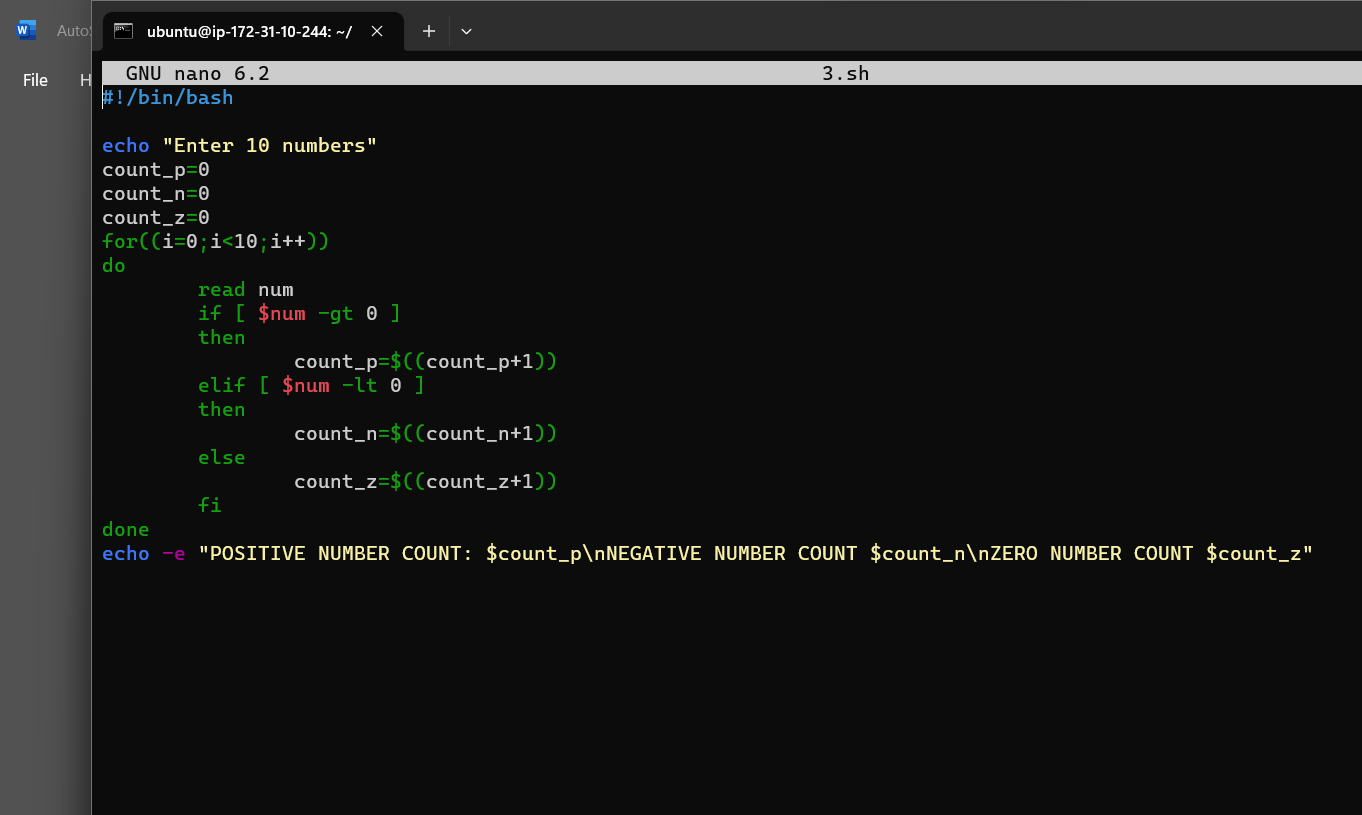 W AutoS
File H
ubuntu@ip-172-31-10-244: ~/
GNU nano 6.2 3.sh
#!/bin/bash

echo "Enter 10 numbers"
count_p=0
count_n=0
count_z=0
for((i=0;i<10;i++))
do
        read num
        if [ $num -gt 0 ]
        then
                count_p=$((count_p+1))
        elif [ $num -lt 0 ]
        then
                count_n=$((count_n+1))
        else
                count_z=$((count_z+1))
        fi
done
echo -e "POSITIVE NUMBER COUNT: $count_p\nNEGATIVE NUMBER COUNT $count_n\nZERO NUMBER COUNT $count_z"